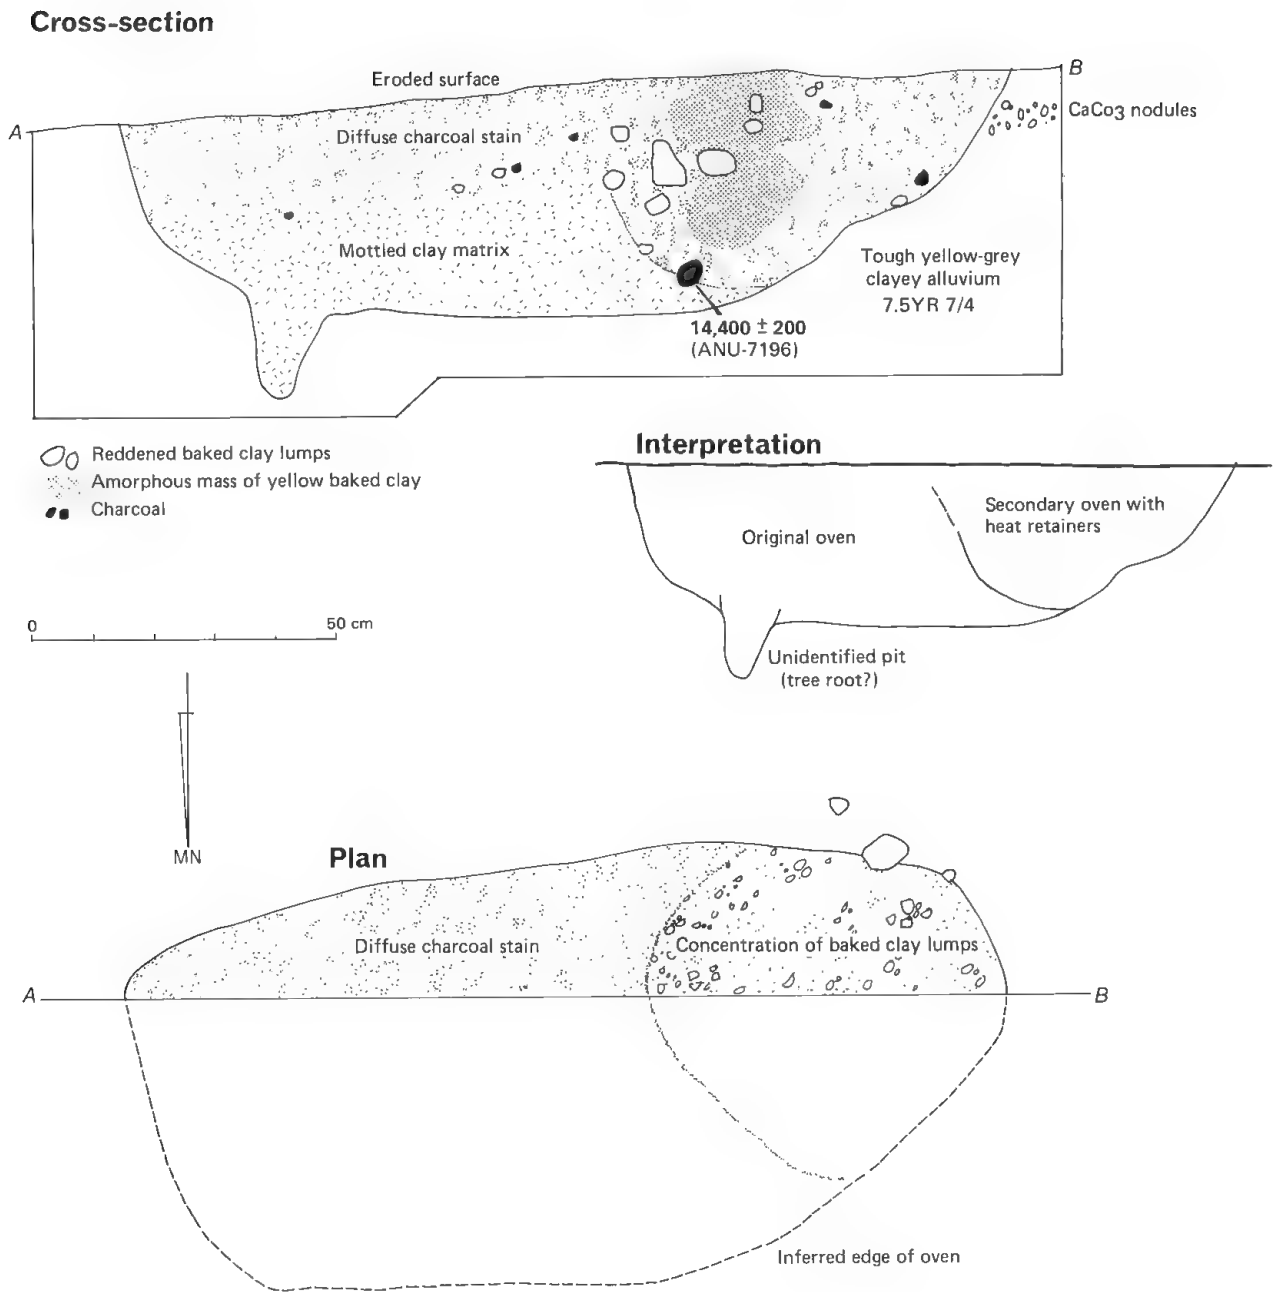 Cross-section
Eroded surface
B
A
Diffuse charcoal stain
CaCo3 nodules
Mottled clay matrix
Tough yellow-grey
clayey alluvium
7.5YR 7/4
14,400 ± 200
(ANU-7196)
Reddened baked clay lumps
Amorphous mass of yellow baked clay
Charcoal
Interpretation
Original oven
Secondary oven with
heat retainers
Unidentified pit
(tree root?)
0 50 cm
MN
Plan
Diffuse charcoal stain
Concentration of baked clay lumps
A
B
Inferred edge of oven